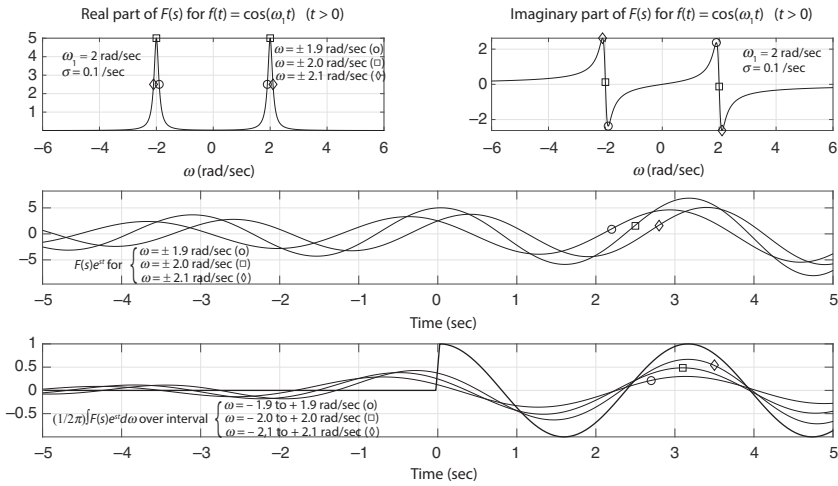 Real part of F(s) for f(t) = cos(ω₁t) (t > 0)
5
4
3
2
1
ω₁ = 2 rad/sec
σ = 0.1/sec
ω = ± 1.9 rad/sec (o)
ω = ± 2.0 rad/sec (□)
ω = ± 2.1 rad/sec (◊)
−6 −4 −2 0 2 4 6
ω (rad/sec)
Imaginary part of F(s) for f(t) = cos(ω₁t) (t > 0)
2
0
−2
ω₁ = 2 rad/sec
σ = 0.1/sec
−6 −4 −2 0 2 4 6
ω (rad/sec)
5
0
−5
F(s)eˢᵗ for
ω = ± 1.9 rad/sec (o)
ω = ± 2.0 rad/sec (□)
ω = ± 2.1 rad/sec (◊)
−5 −4 −3 −2 −1 0 1 2 3 4 5
Time (sec)
1
0.5
0
−0.5
(1/2π)∫F(s)eˢᵗdω over interval
ω = − 1.9 to + 1.9 rad/sec (o)
ω = − 2.0 to + 2.0 rad/sec (□)
ω = − 2.1 to + 2.1 rad/sec (◊)
−5 −4 −3 −2 −1 0 1 2 3 4 5
Time (sec)